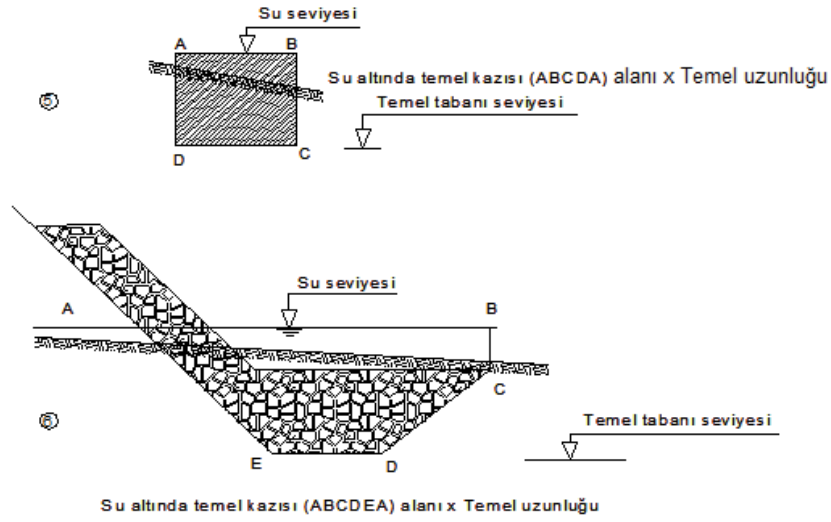 Su seviyesi
A B
Su altında temel kazısı (ABCDA) alanı x Temel uzunluğu
5
Temel tabanı seviyesi
D C
Su seviyesi
A B
C
6
Temel tabanı seviyesi
E D
Su altında temel kazısı (ABCDEA) alanı x Temel uzunluğu